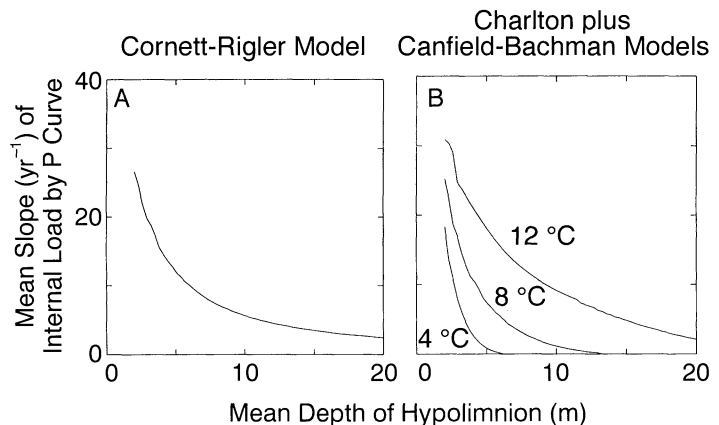 Cornett-Rigler Model
Charlton plus
Canfield-Bachman Models
Mean Slope (yr⁻¹) of
Internal Load by P Curve
40
20
0
A
0
10
20
B
12 °C
8 °C
4 °C
0
10
20
Mean Depth of Hypolimnion (m)